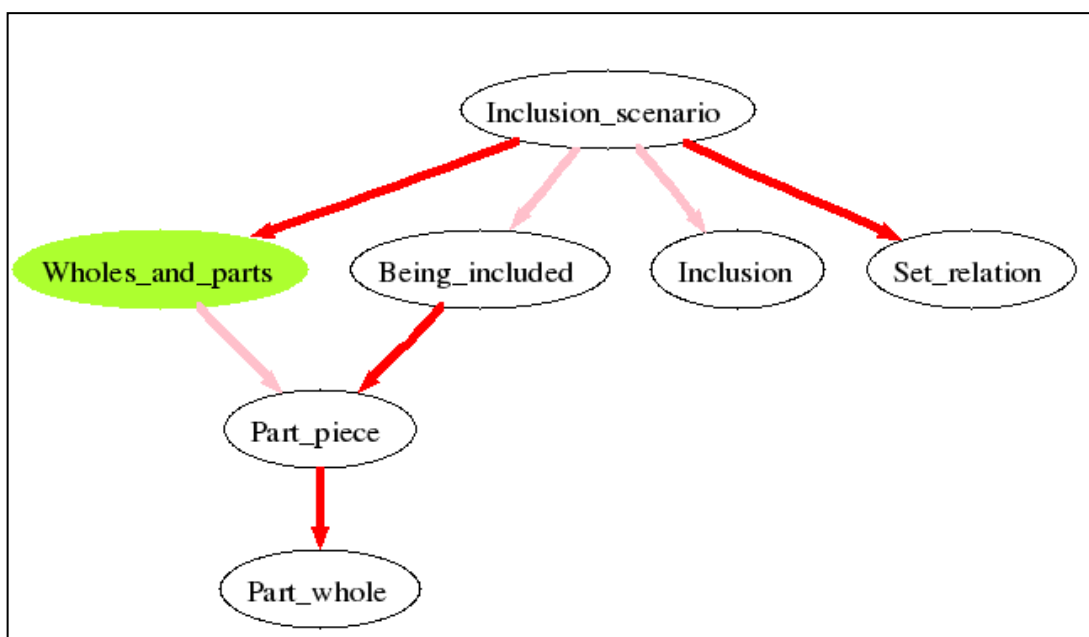 Inclusion_scenario
Wholes_and_parts
Being_included
Inclusion
Set_relation
Part_piece
Part_whole